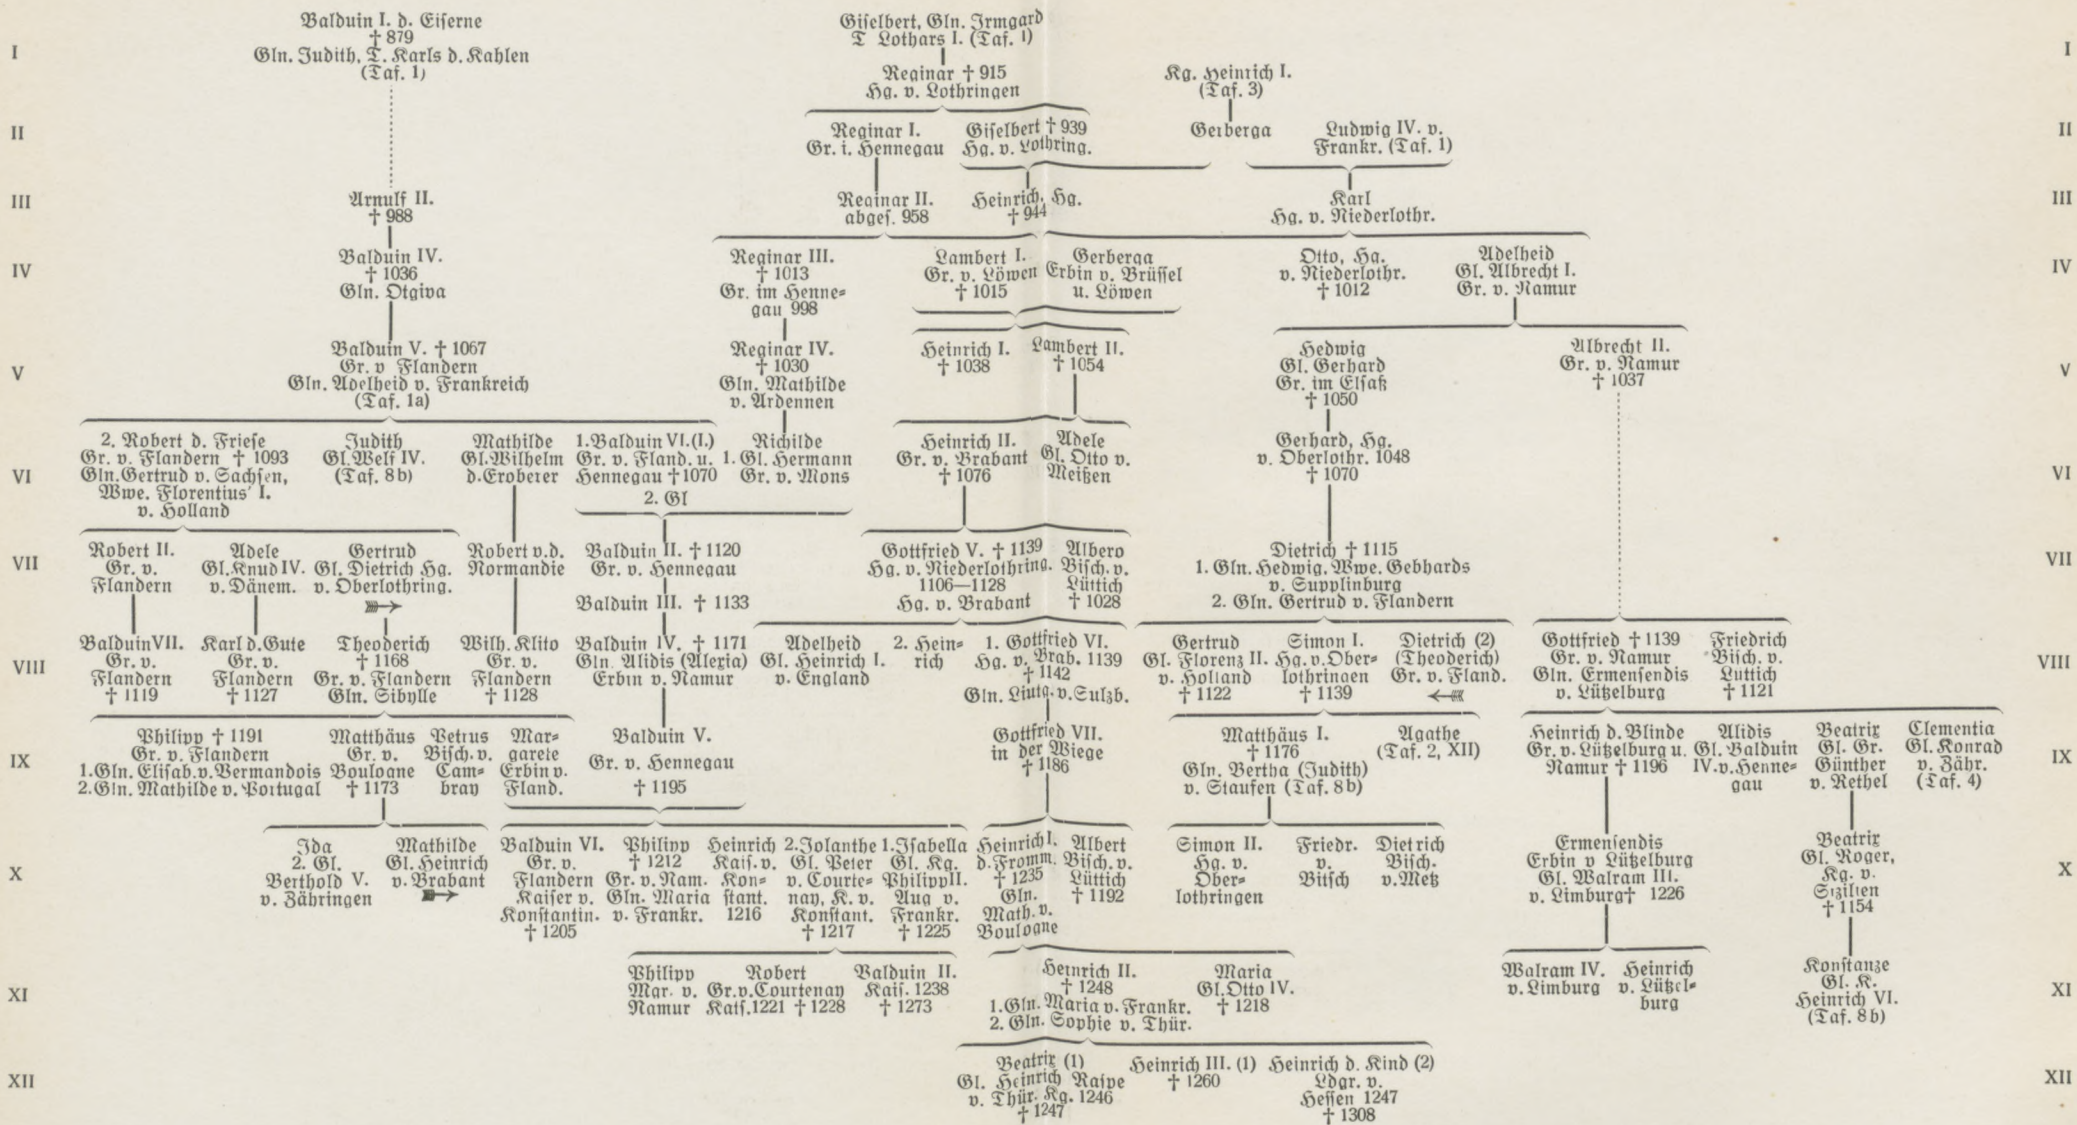 I
Balduin I. d. Eiserne
† 879
Gln. Judith, T. Karls d. Kahlen
(Taf. 1)
Giselbert, Gln. Irmgard
T Lothars I. (Taf. 1)
Reginar † 915
Hg. v. Lothringen
Kg. Heinrich I.
(Taf. 3)
I
II
Reginar I.
Gr. i. Hennegau
Giselbert † 939
Hg. v. Lothring.
Gerberga
Ludwig IV. v.
Frankr. (Taf. 1)
II
III
Arnulf II.
† 988
Reginar II.
abges. 958
Heinrich, Hg.
† 944
Karl
Hg. v. Niederlothr.
III
IV
Balduin IV.
† 1036
Gln. Otgiva
Reginar III.
† 1013
Gr. im Henne-
gau 998
Lambert I.
Gr. v. Löwen
† 1015
Gerberga
Erbin v. Brüssel
u. Löwen
Otto, Hg.
v. Niederlothr.
† 1012
Adelheid
Gl. Albrecht I.
Gr. v. Namur
IV
V
Balduin V. † 1067
Gr. v Flandern
Gln. Adelheid v. Frankreich
(Taf. 1a)
Reginar IV.
† 1030
Gln. Mathilde
v. Ardennen
Heinrich I.
† 1038
Lambert II.
† 1054
Hedwig
Gl. Gerhard
Gr. im Elsaß
† 1050
Albrecht II.
Gr. v. Namur
† 1037
V
VI
2. Robert d. Friese
Gr. v. Flandern † 1093
Gln. Gertrud v. Sachsen,
Wwe. Florentius' I.
v. Holland
Judith
Gl. Welf IV.
(Taf. 8b)
Mathilde
Gl. Wilhelm
d. Eroberer
1. Balduin VI. (I.)
Gr. v. Fland. u.
Hennegau † 1070
2. Gl
Richilde
1. Gl. Hermann
Gr. v. Mons
Heinrich II.
Gr. v. Brabant
† 1076
Adele
Gl. Otto v.
Meißen
Gerhard, Hg.
v. Oberlothr. 1048
† 1070
VI
VII
Robert II.
Gr. v.
Flandern
Adele
Gl. Knud IV.
v. Dänem.
Gertrud
Gl. Dietrich Hg.
v. Oberlothring.
Robert v. d.
Normandie
Balduin II. † 1120
Gr. v. Hennegau
Balduin III. † 1133
Gottfried V. † 1139
Hg. v. Niederlothring.
1106—1128
Hg. v. Brabant
Albero
Bisch. v.
Lüttich
† 1028
Dietrich † 1115
1. Gln. Hedwig, Wwe. Gebhards
v. Supplinburg
2. Gln. Gertrud v. Flandern
VII
VIII
Balduin VII.
Gr. v.
Flandern
† 1119
Karl d. Gute
Gr. v.
Flandern
† 1127
Theoderich
† 1168
Gr. v. Flandern
Gln. Sibylle
Wilh. Klito
Gr. v.
Flandern
† 1128
Balduin IV. † 1171
Gln. Alidis (Alexia)
Erbin v. Namur
Adelheid
Gl. Heinrich I.
v. England
2. Hein-
rich
1. Gottfried VI.
Hg. v. Brab. 1139
† 1142
Gln. Liutg. v. Sulzb.
Gertrud
Gl. Florenz II.
v. Holland
† 1122
Simon I.
Hg. v. Ober-
lothringen
† 1139
Dietrich (2)
(Theoderich)
Gr. v. Fland.
Gottfried † 1139
Gr. v. Namur
Gln. Ermensendis
v. Lützelburg
Friedrich
Bisch. v.
Lüttich
† 1121
VIII
IX
Philipp † 1191
Gr. v. Flandern
1. Gln. Elisab. v. Vermandois
2. Gln. Mathilde v. Portugal
Matthäus
Gr. v.
Boulogne
† 1173
Petrus
Bisch. v.
Cam-
bray
Mar-
garete
Erbin v.
Fland.
Balduin V.
Gr. v. Hennegau
† 1195
Gottfried VII.
in der Wiege
† 1186
Matthäus I.
† 1176
Gln. Bertha (Judith)
v. Staufen (Taf. 8b)
Agathe
(Taf. 2, XII)
Heinrich d. Blinde
Gr. v. Lützelburg u.
Namur † 1196
Alidis
Gl. Balduin
IV. v. Henne-
gau
Beatrix
Gl. Gr.
Günther
v. Rethel
Clementia
Gl. Konrad
v. Zähr.
(Taf. 4)
IX
X
Ida
2. Gl.
Berthold V.
v. Zähringen
Mathilde
Gl. Heinrich
v. Brabant
Balduin VI.
Gr. v.
Flandern
Kaiser v.
Konstantin.
† 1205
Philipp
† 1212
Gr. v. Nam.
Gln. Maria
v. Frankr.
Heinrich
Kais. v.
Kon-
stant.
1216
2. Jolanthe
Gl. Peter
v. Courte-
nay, K. v.
Konstant.
† 1217
1. Isabella
Gl. Kg.
Philipp II.
Aug v.
Frankr.
† 1225
Heinrich I.
d. Fromm.
† 1235
Gln.
Math. v.
Boulogne
Albert
Bisch. v.
Lüttich
† 1192
Simon II.
Hg. v.
Ober-
lothringen
Friedr.
v.
Bitsch
Dietrich
Bisch.
v. Metz
Ermensendis
Erbin v Lützelburg
Gl. Walram III.
v. Limburg † 1226
Beatrix
Gl. Roger,
Kg. v.
Sizilien
† 1154
X
XI
Philipp
Mar. v.
Namur
Robert
Gr. v. Courtenay
Kais. 1221 † 1228
Balduin II.
Kais. 1238
† 1273
Heinrich II.
† 1248
1. Gln. Maria v. Frankr.
2. Gln. Sophie v. Thür.
Maria
Gl. Otto IV.
† 1218
Walram IV.
v. Limburg
Heinrich
v. Lützel-
burg
Konstanze
Gl. K.
Heinrich VI.
(Taf. 8b)
XI
XII
Beatrix (1)
Gl. Heinrich Raspe
v. Thür. Kg. 1246
† 1247
Heinrich III. (1)
† 1260
Heinrich d. Kind (2)
Ldgr. v.
Hessen 1247
† 1308
XII